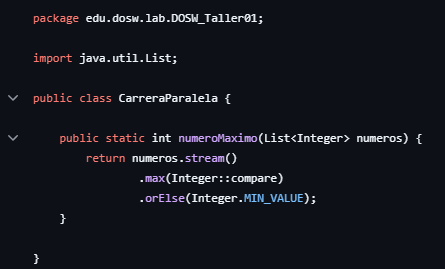 package edu.dosw.lab.DOSW_Taller01;
import java.util.List;
public class CarreraParalela {
public static int numeroMaximo(List<Integer> numeros) {
return numeros.stream()
.max(Integer::compare)
.orElse(Integer.MIN_VALUE);
}
}